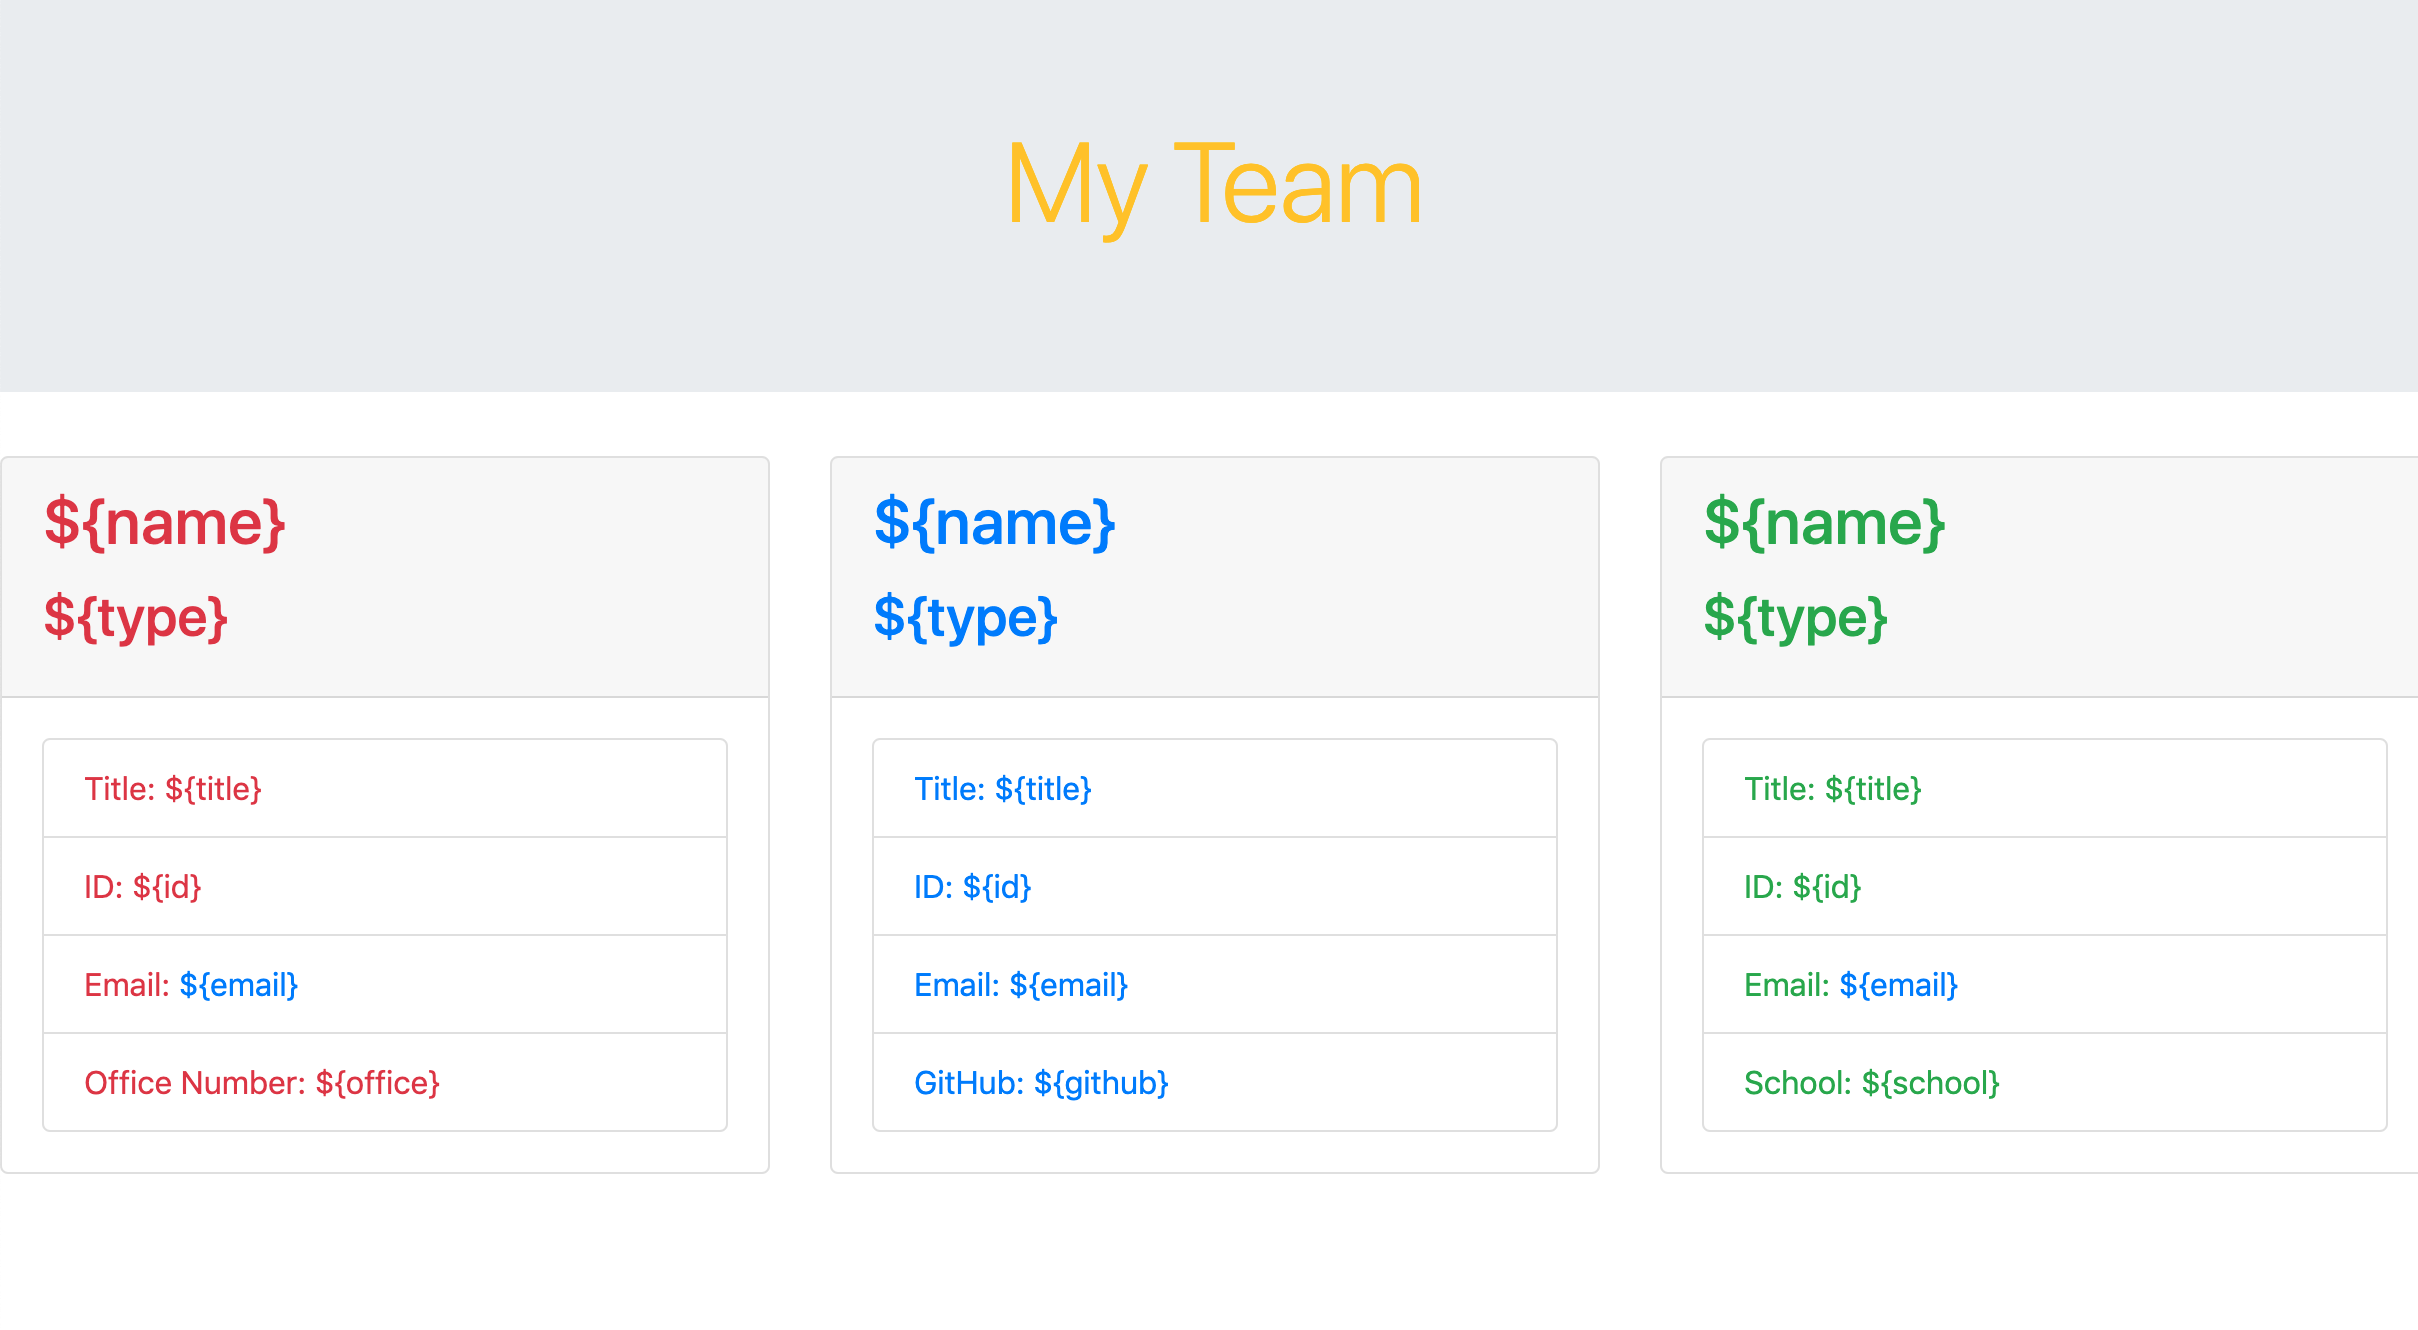 My Team
${name}
${type}
Title: ${title}
ID: ${id}
Email: ${email}
Office Number: ${office}
${name}
${type}
Title: ${title}
ID: ${id}
Email: ${email}
GitHub: ${github}
${name}
${type}
Title: ${title}
ID: ${id}
Email: ${email}
School: ${school}